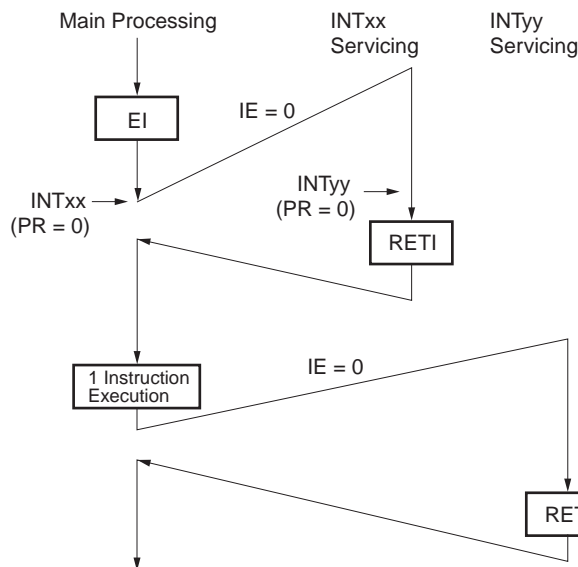 Main Processing
INTxx
Servicing
INTyy
Servicing
EI
IE = 0
INTxx
(PR = 0)
INTyy
(PR = 0)
RETI
1 Instruction
Execution
IE = 0